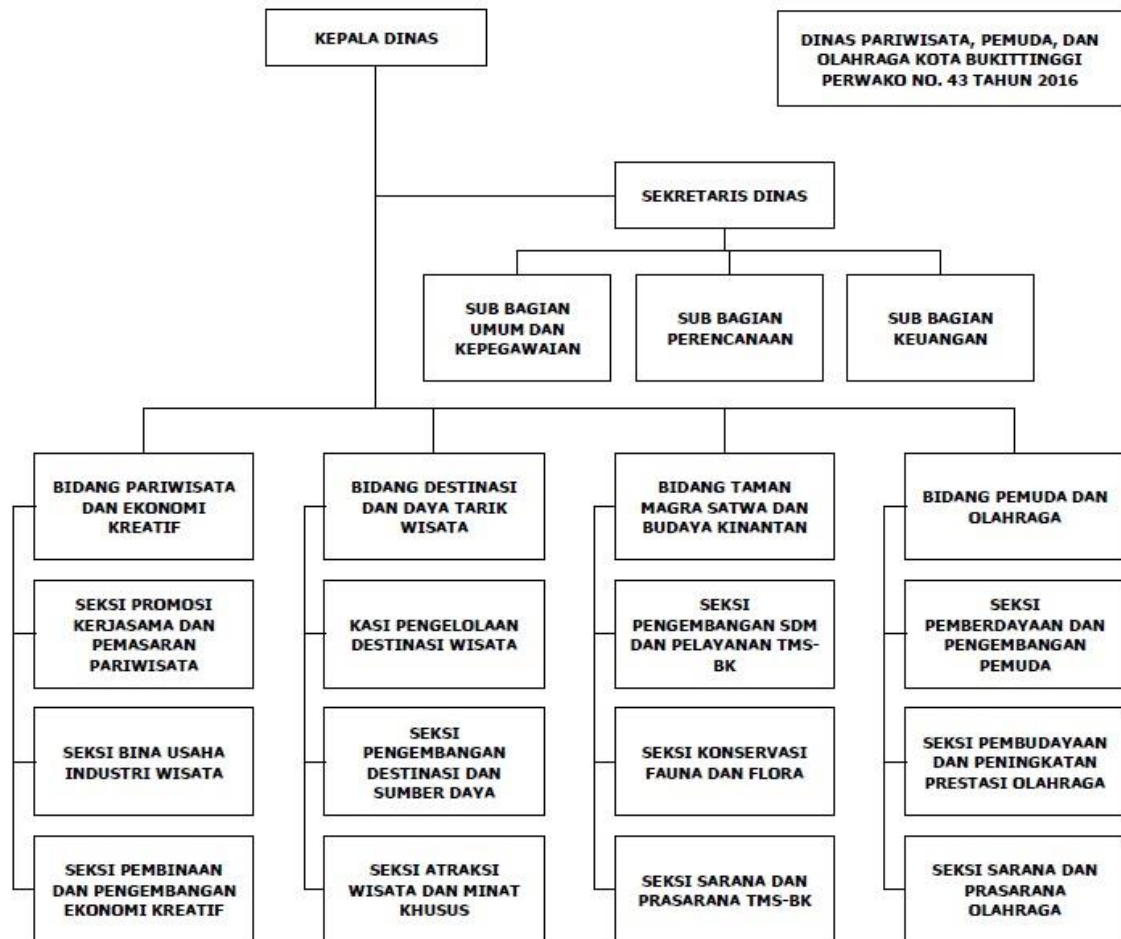 KEPALA DINAS
DINAS PARIWISATA, PEMUDA, DAN
OLAHRAGA KOTA BUKITTINGGI
PERWAKO NO. 43 TAHUN 2016
SEKRETARIS DINAS
SUB BAGIAN
UMUM DAN
KEPEGAWAIAN
SUB BAGIAN
PERENCANAAN
SUB BAGIAN
KEUANGAN
BIDANG PARIWISATA
DAN EKONOMI
KREATIF
BIDANG DESTINASI
DAN DAYA TARIK
WISATA
BIDANG TAMAN
MAGRA SATWA DAN
BUDAYA KINANTAN
BIDANG PEMUDA DAN
OLAHRAGA
SEKSI PROMOSI
KERJASAMA DAN
PEMASARAN
PARIWISATA
KASI PENGELOLAAN
DESTINASI WISATA
SEKSI
PENGEMBANGAN SDM
DAN PELAYANAN TMS-
BK
SEKSI
PEMBERDAYAAN DAN
PENGEMBANGAN
PEMUDA
SEKSI BINA USAHA
INDUSTRI WISATA
SEKSI
PENGEMBANGAN
DESTINASI DAN
SUMBER DAYA
SEKSI KONSERVASI
FAUNA DAN FLORA
SEKSI PEMBUDAYAAN
DAN PENINGKATAN
PRESTASI OLAHRAGA
SEKSI PEMBINAAN
DAN PENGEMBANGAN
EKONOMI KREATIF
SEKSI ATRAKSI
WISATA DAN MINAT
KHUSUS
SEKSI SARANA DAN
PRASARANA TMS-BK
SEKSI SARANA DAN
PRASARANA
OLAHRAGA